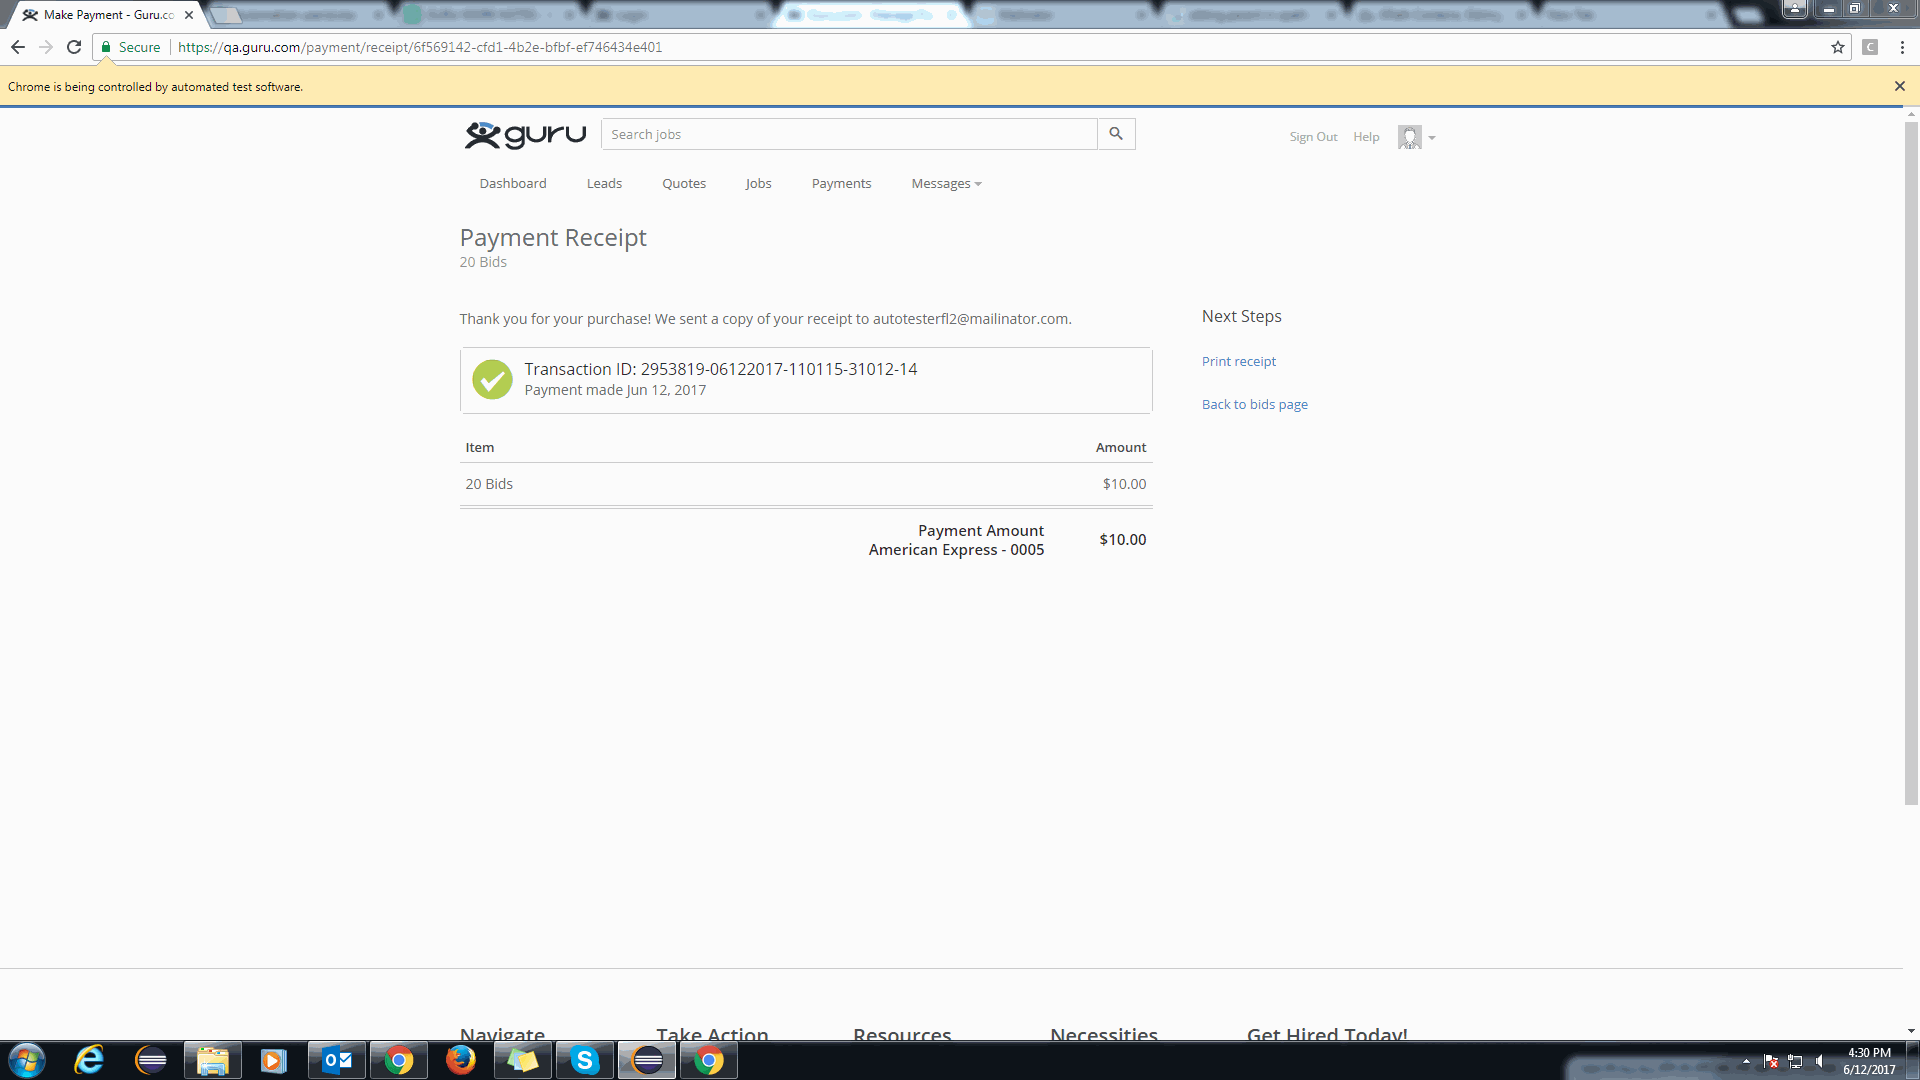 Make Payment - Guru.co
Secure
https://qa.guru.com/payment/receipt/6f569142-cfd1-4b2e-bfbf-ef746434e401
C
Chrome is being controlled by automated test software.
guru
Search jobs
Sign Out Help
Dashboard Leads Quotes Jobs Payments Messages
Payment Receipt
20 Bids
Thank you for your purchase! We sent a copy of your receipt to autotesterfl2@mailinator.com.
Next Steps
Transaction ID: 2953819-06122017-110115-31012-14
Payment made Jun 12, 2017
Print receipt
Back to bids page
Item Amount
20 Bids $10.00
Payment Amount
American Express - 0005
$10.00
Navigate Take Action Resources Necessities Get Hired Today!
4:30 PM
6/12/2017